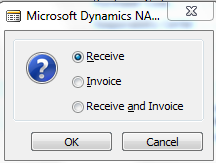 Microsoft Dynamics NA...
Receive
Invoice
Receive and Invoice
OK
Cancel